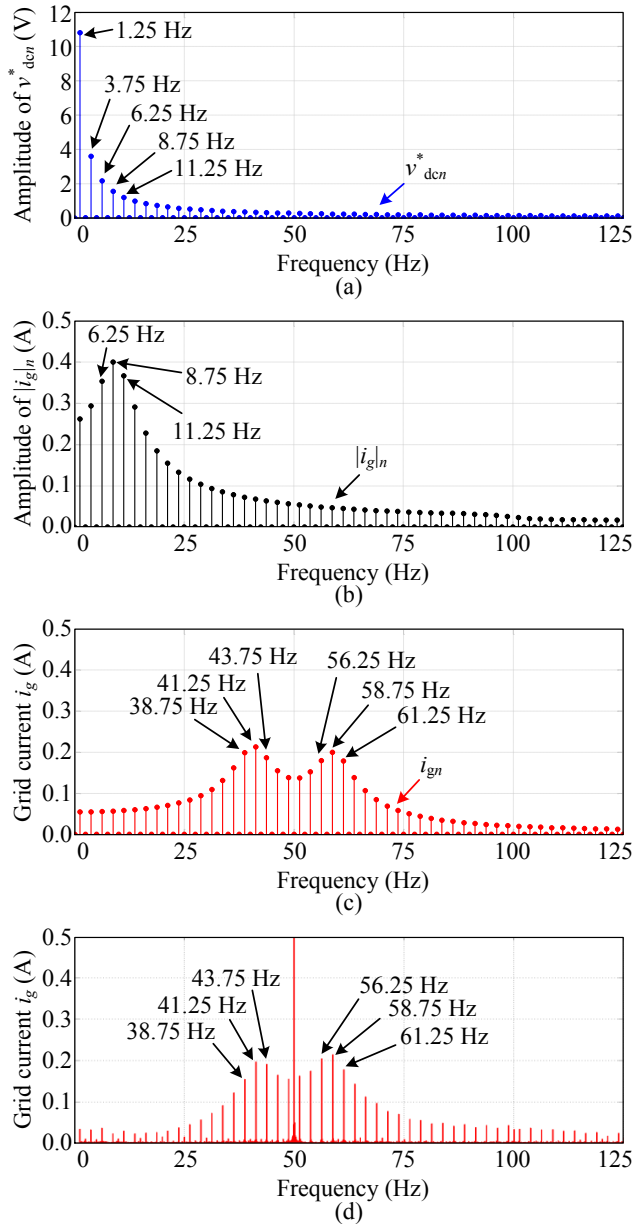 Amplitude of v*dcn (V)
12
10
8
6
4
2
0
1.25 Hz
3.75 Hz
6.25 Hz
8.75 Hz
11.25 Hz
v*dcn
0 25 50 75 100 125
Frequency (Hz)
(a)
Amplitude of |ig|n (A)
0.5
0.4
0.3
0.2
0.1
0.0
6.25 Hz
8.75 Hz
11.25 Hz
|ig|n
0 25 50 75 100 125
Frequency (Hz)
(b)
Grid current ig (A)
0.5
0.4
0.3
0.2
0.1
0.0
43.75 Hz
41.25 Hz
38.75 Hz
56.25 Hz
58.75 Hz
61.25 Hz
ign
0 25 50 75 100 125
Frequency (Hz)
(c)
Grid current ig (A)
0.5
0.4
0.3
0.2
0.1
0.0
43.75 Hz
41.25 Hz
38.75 Hz
56.25 Hz
58.75 Hz
61.25 Hz
0 25 50 75 100 125
Frequency (Hz)
(d)